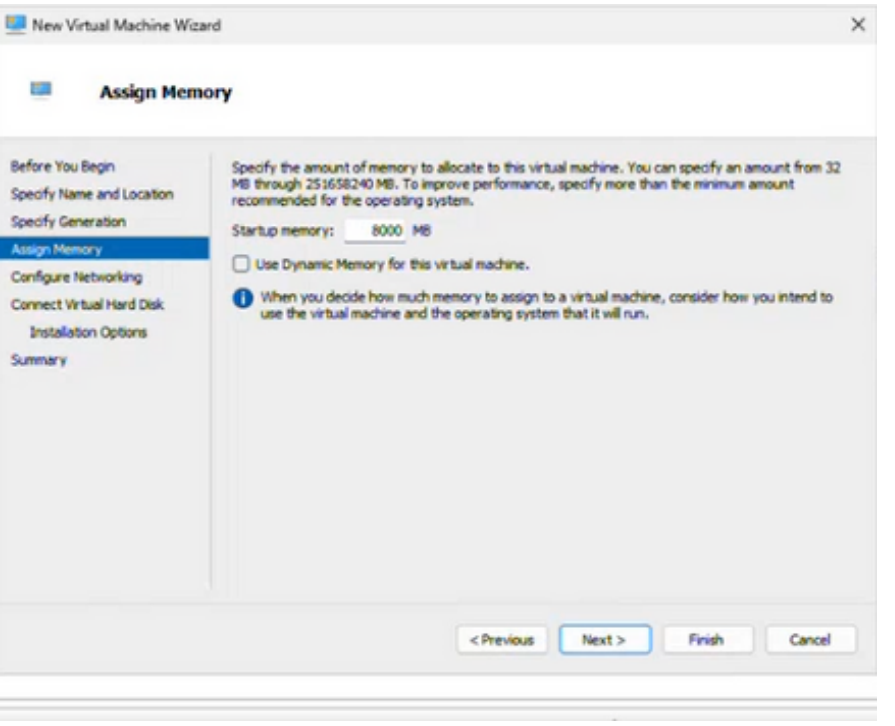 New Virtual Machine Wizard
Assign Memory
Before You Begin
Specify Name and Location
Specify Generation
Assign Memory
Configure Networking
Connect Virtual Hard Disk
Installation Options
Summary
Specify the amount of memory to allocate to this virtual machine. You can specify an amount from 32
MB through 251658240 MB. To improve performance, specify more than the minimum amount
recommended for the operating system.
Startup memory: 8000 MB
Use Dynamic Memory for this virtual machine.
When you decide how much memory to assign to a virtual machine, consider how you intend to
use the virtual machine and the operating system that it will run.
< Previous Next > Finish Cancel